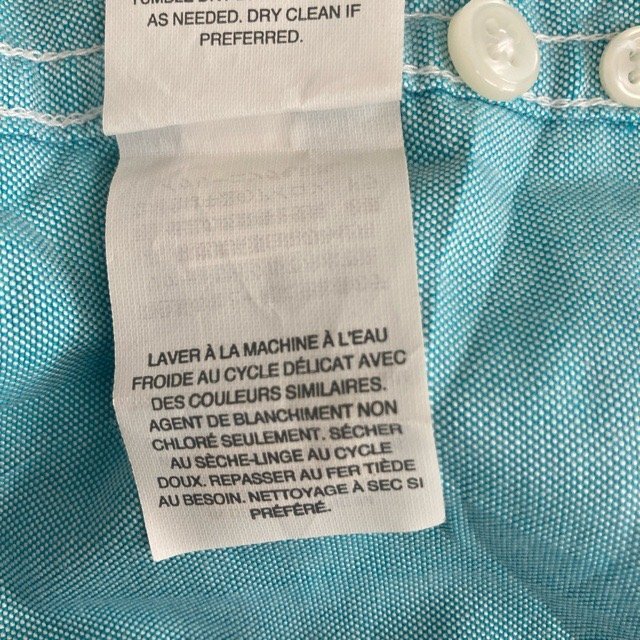 AS NEEDED. DRY CLEAN IF
PREFERRED.
LAVER À LA MACHINE À L'EAU
FROIDE AU CYCLE DÉLICAT AVEC
DES COULEURS SIMILAIRES.
AGENT DE BLANCHIMENT NON
CHLORÉ SEULEMENT. SÉCHER
AU SÈCHE-LINGE AU CYCLE
DOUX. REPASSER AU FER TIÈDE
AU BESOIN. NETTOYAGE À SEC SI
PRÉFÉRÉ.